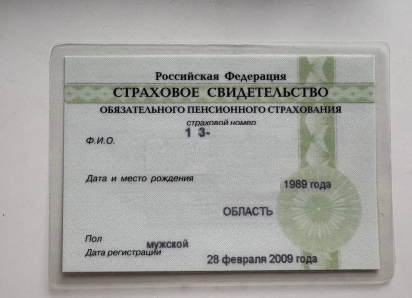 Российская Федерация
СТРАХОВОЕ СВИДЕТЕЛЬСТВО
ОБЯЗАТЕЛЬНОГО ПЕНСИОННОГО СТРАХОВАНИЯ
страховой номер
1 3-
Ф.И.О.
Дата и место рождения
1989 года
ОБЛАСТЬ
Пол мужской
Дата регистрации 28 февраля 2009 года